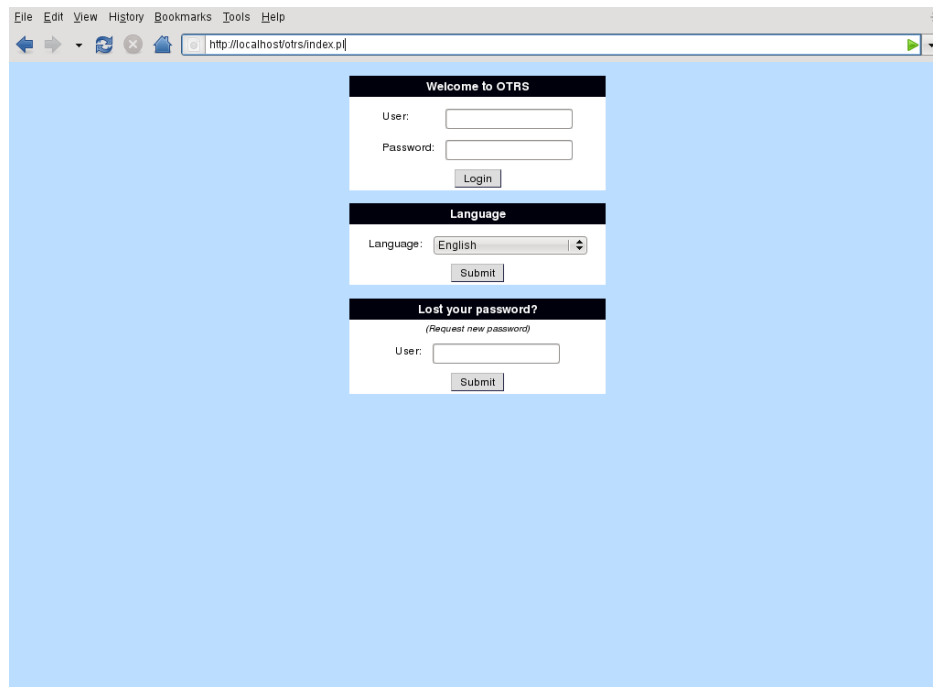 File Edit View History Bookmarks Tools Help
http://localhost/otrs/index.pl
Welcome to OTRS
User:
Password:
Login
Language
Language: English
Submit
Lost your password?
(Request new password)
User:
Submit